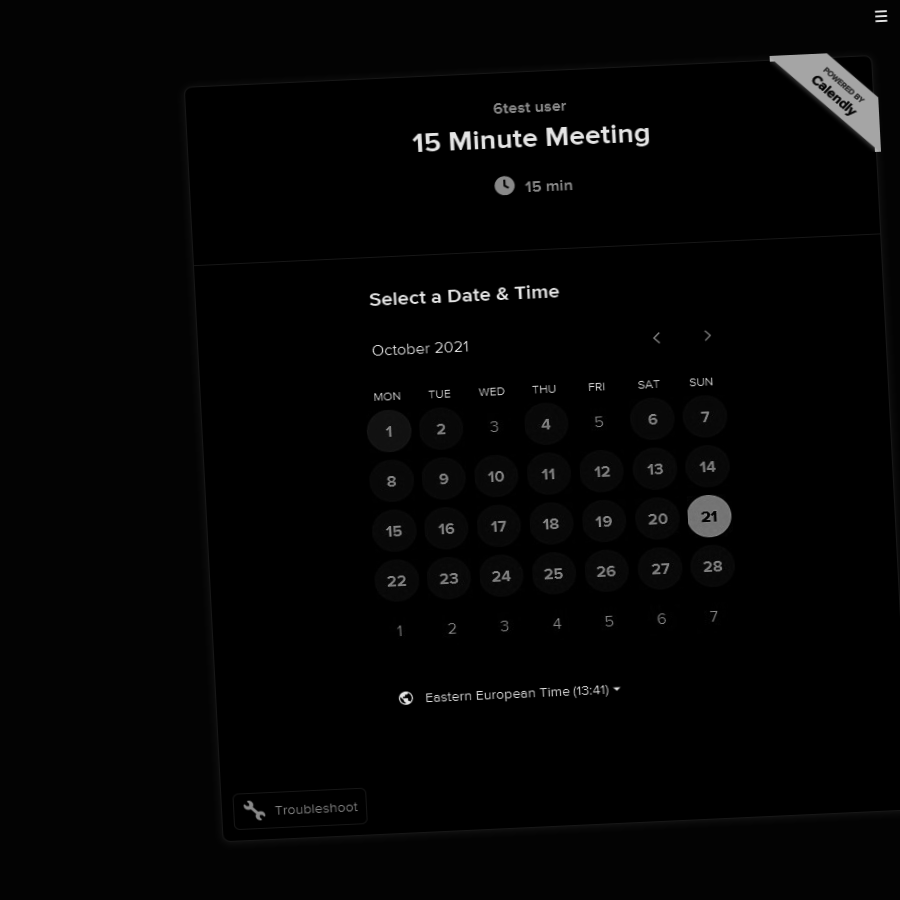 POWERED BY
Calendly
6test user
15 Minute Meeting
15 min
Select a Date & Time
October 2021
MON TUE WED THU FRI SAT SUN
1 2 3 4 5 6 7
8 9 10 11 12 13 14
15 16 17 18 19 20 21
22 23 24 25 26 27 28
1 2 3 4 5 6 7
Eastern European Time (13:41)
Troubleshoot